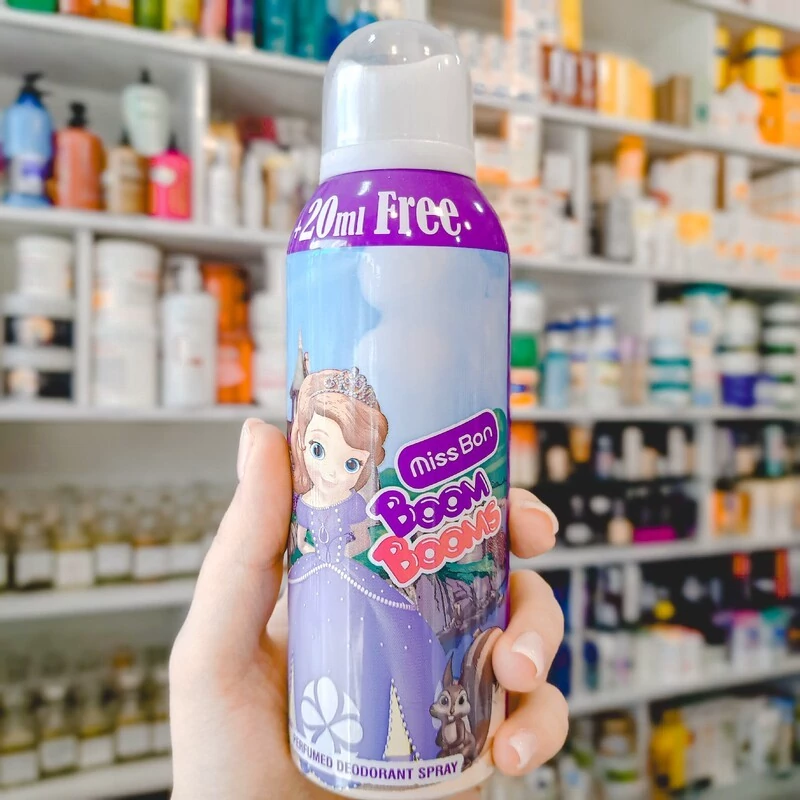 +20ml Free
Miss Bon
BOOM
BOOMS
PERFUMED DEODORANT SPRAY